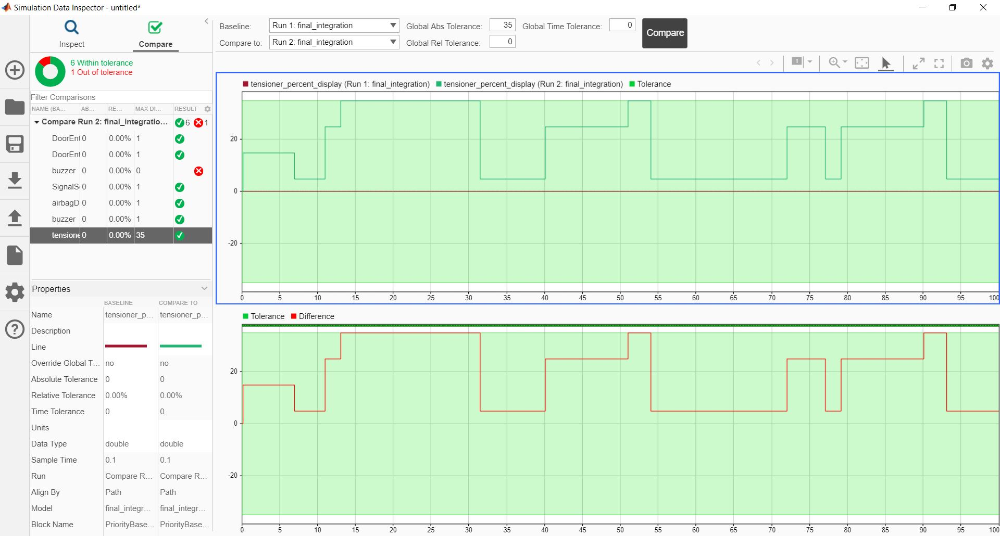 Simulation Data Inspector - untitled*
Inspect
Compare
Baseline:
Run 1: final_integration
Global Abs Tolerance:
35
Global Time Tolerance:
0
Compare
Compare to:
Run 2: final_integration
Global Rel Tolerance:
0
6 Within tolerance
1 Out of tolerance
Filter Comparisons
NAME (BA... AB... RE... MAX DI... RESULT
Compare Run 2: final_integratio... 6 1
DoorEnt 0 0.00% 1
DoorEnt 0 0.00% 1
buzzer 0 0.00% 0
SignalS 0 0.00% 1
airbagD 0 0.00% 1
buzzer 0 0.00% 1
tensione 0 0.00% 35
Properties
BASELINE COMPARE TO
Name tensioner_p... tensioner_p...
Description
Line
Override Global T... no no
Absolute Tolerance 0 0
Relative Tolerance 0.00% 0.00%
Time Tolerance 0 0
Units
Data Type double double
Sample Time 0.1 0.1
Run Compare R... Compare R...
Align By Path Path
Model final_integr... final_integr...
Block Name PriorityBase... PriorityBase...
1
tensioner_percent_display (Run 1: final_integration) tensioner_percent_display (Run 2: final_integration) Tolerance
20
0
-20
0 5 10 15 20 25 30 35 40 45 50 55 60 65 70 75 80 85 90 95 100
Tolerance Difference
20
0
-20
0 5 10 15 20 25 30 35 40 45 50 55 60 65 70 75 80 85 90 95 100